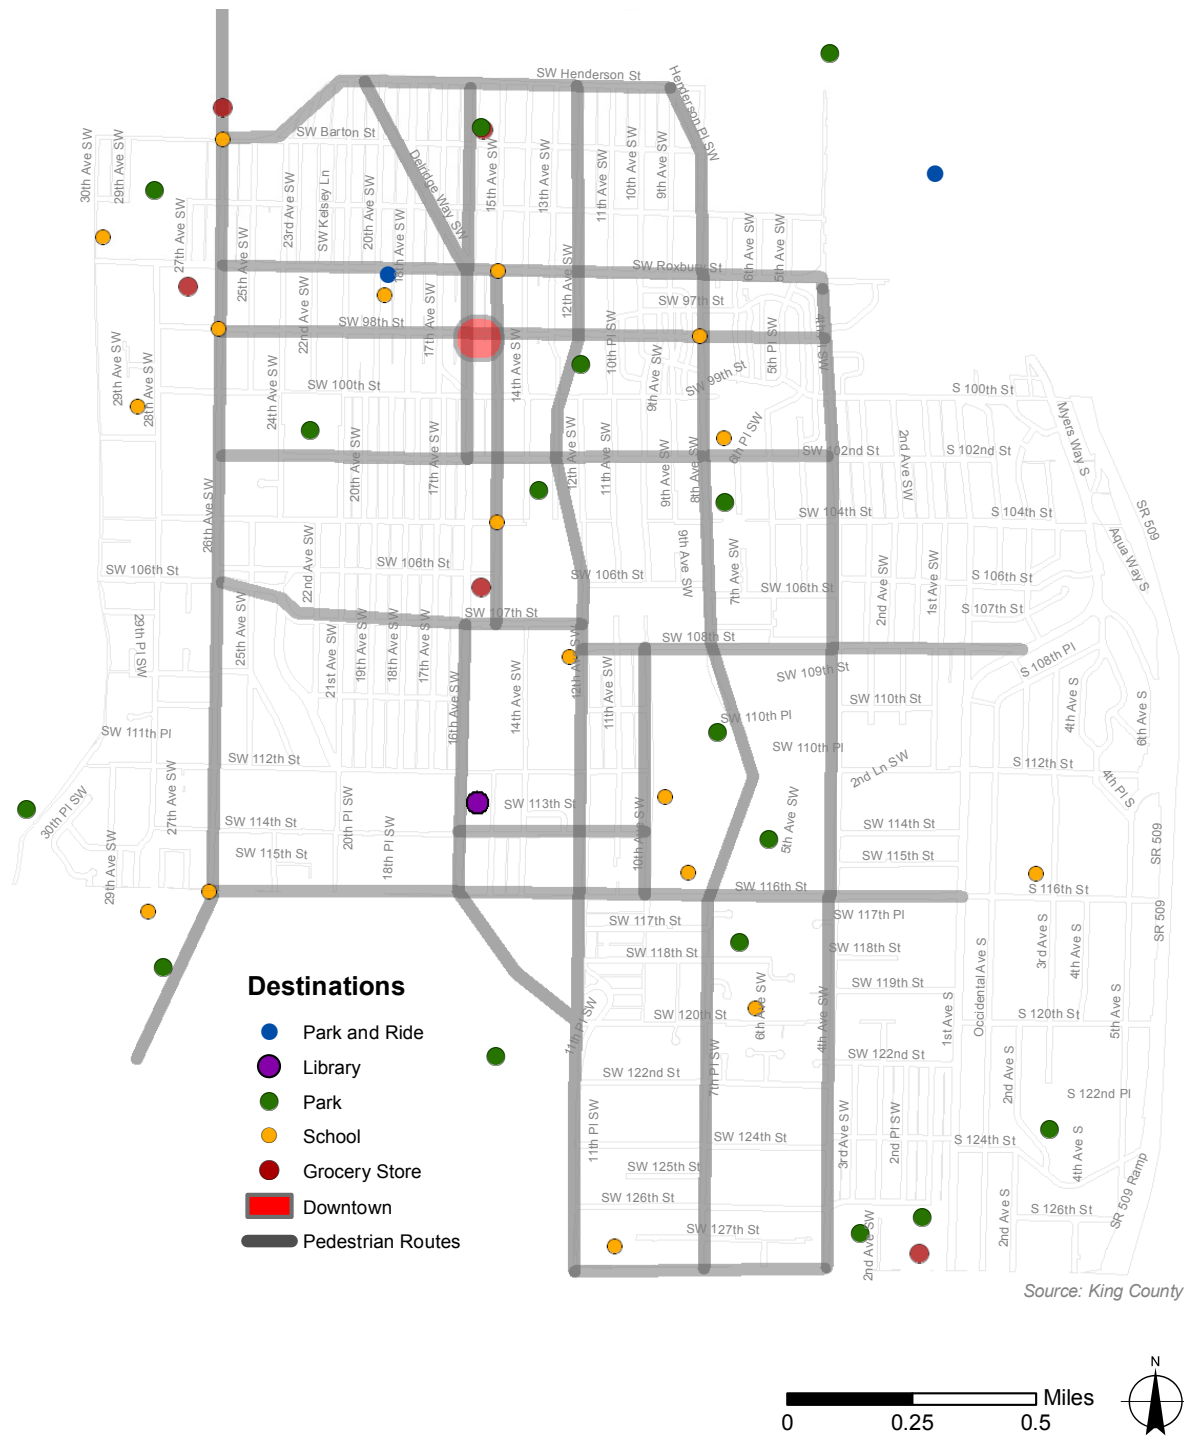 SW Henderson St
Henderson Pl SW
SW Barton St
30th Ave SW
29th Ave SW
Delridge Way SW
15th Ave SW
13th Ave SW
11th Ave SW
10th Ave SW
9th Ave SW
27th Ave SW
25th Ave SW
23rd Ave SW
SW Kelsey Ln
20th Ave SW
18th Ave SW
12th Ave SW
6th Ave SW
5th Ave SW
SW Roxbury St
SW 97th St
SW 98th St
22nd Ave SW
17th Ave SW
14th Ave SW
10th Pl SW
9th Ave SW
5th Pl SW
4th Pl SW
29th Ave SW
28th Ave SW
SW 100th St
SW 99th St
S 100th St
24th Ave SW
20th Ave SW
17th Ave SW
12th Ave SW
11th Ave SW
9th Ave SW
8th Ave SW
6th Pl SW
SW 102nd St
2nd Ave SW
S 102nd St
Myers Way S
26th Ave SW
SW 104th St
S 104th St
SR 509
Aqua Way S
SW 106th St
22nd Ave SW
SW 106th St
SW 106th St
9th Ave SW
7th Ave SW
SW 106th St
2nd Ave SW
1st Ave SW
S 106th St
S 107th St
SW 107th St
29th Pl SW
25th Ave SW
21st Ave SW
19th Ave SW
18th Ave SW
17th Ave SW
16th Ave SW
14th Ave SW
12th Ave SW
11th Ave SW
SW 108th St
SW 109th St
S 108th Pl
SW 110th St
4th Ave S
6th Ave S
SW 110th Pl
SW 110th Pl
SW 111th Pl
SW 112th St
2nd Ln SW
S 112th St
4th Pl S
30th Pl SW
27th Ave SW
20th Pl SW
SW 113th St
SW 114th St
18th Pl SW
10th Ave SW
5th Ave SW
SW 114th St
SR 509
29th Ave SW
SW 115th St
SW 115th St
SW 116th St
S 116th St
SW 117th St
SW 117th Pl
SR 509
SW 118th St
SW 118th St
3rd Ave S
4th Ave S
Occidental Ave S
SW 119th St
Destinations
Park and Ride
Library
Park
School
Grocery Store
Downtown
Pedestrian Routes
11th Pl SW
SW 120th St
6th Ave SW
4th Ave SW
1st Ave S
S 120th St
5th Ave S
SW 122nd St
SW 122nd St
7th Pl SW
2nd Ave S
S 122nd Pl
11th Pl SW
SW 124th St
3rd Ave SW
2nd Pl SW
S 124th St
4th Ave S
SW 125th St
SW 126th St
SR 509 Ramp
S 126th St
2nd Ave S
SW 127th St
2nd Ave SW
Source: King County
N
Miles
0 0.25 0.5